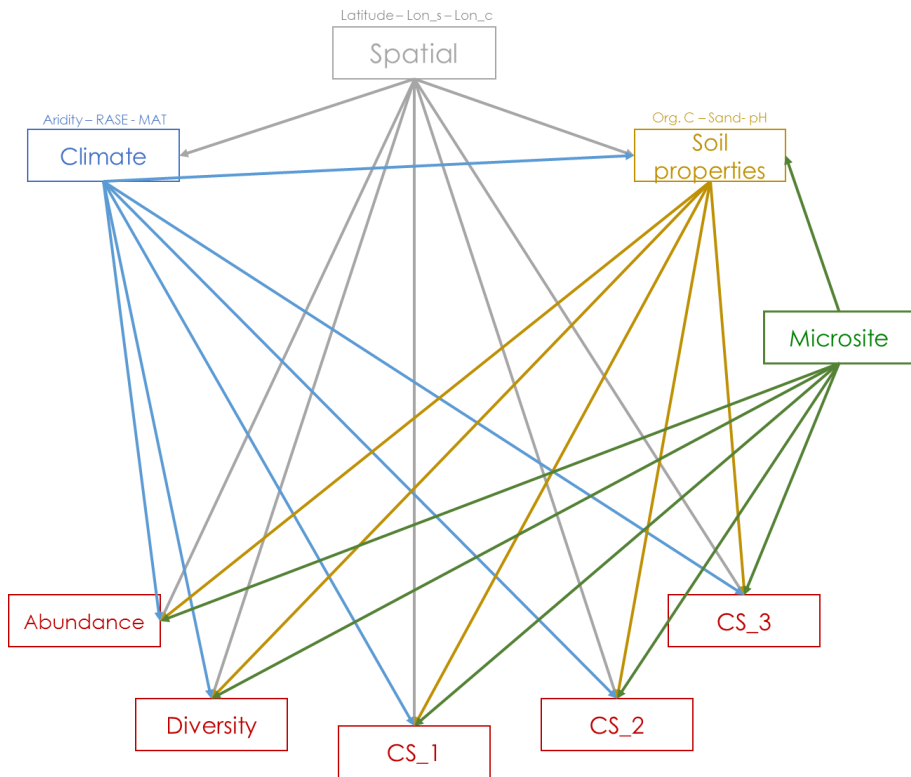 Latitude – Lon_s – Lon_c
Spatial
Aridity – RASE - MAT
Climate
Org. C – Sand- pH
Soil
properties
Microsite
Abundance
CS_3
Diversity
CS_2
CS_1